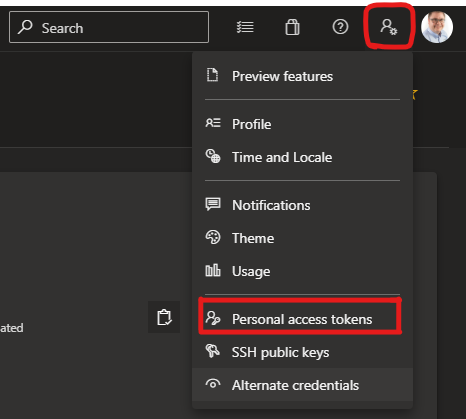 Search
Preview features
Profile
Time and Locale
Notifications
Theme
Usage
Personal access tokens
ated
SSH public keys
Alternate credentials